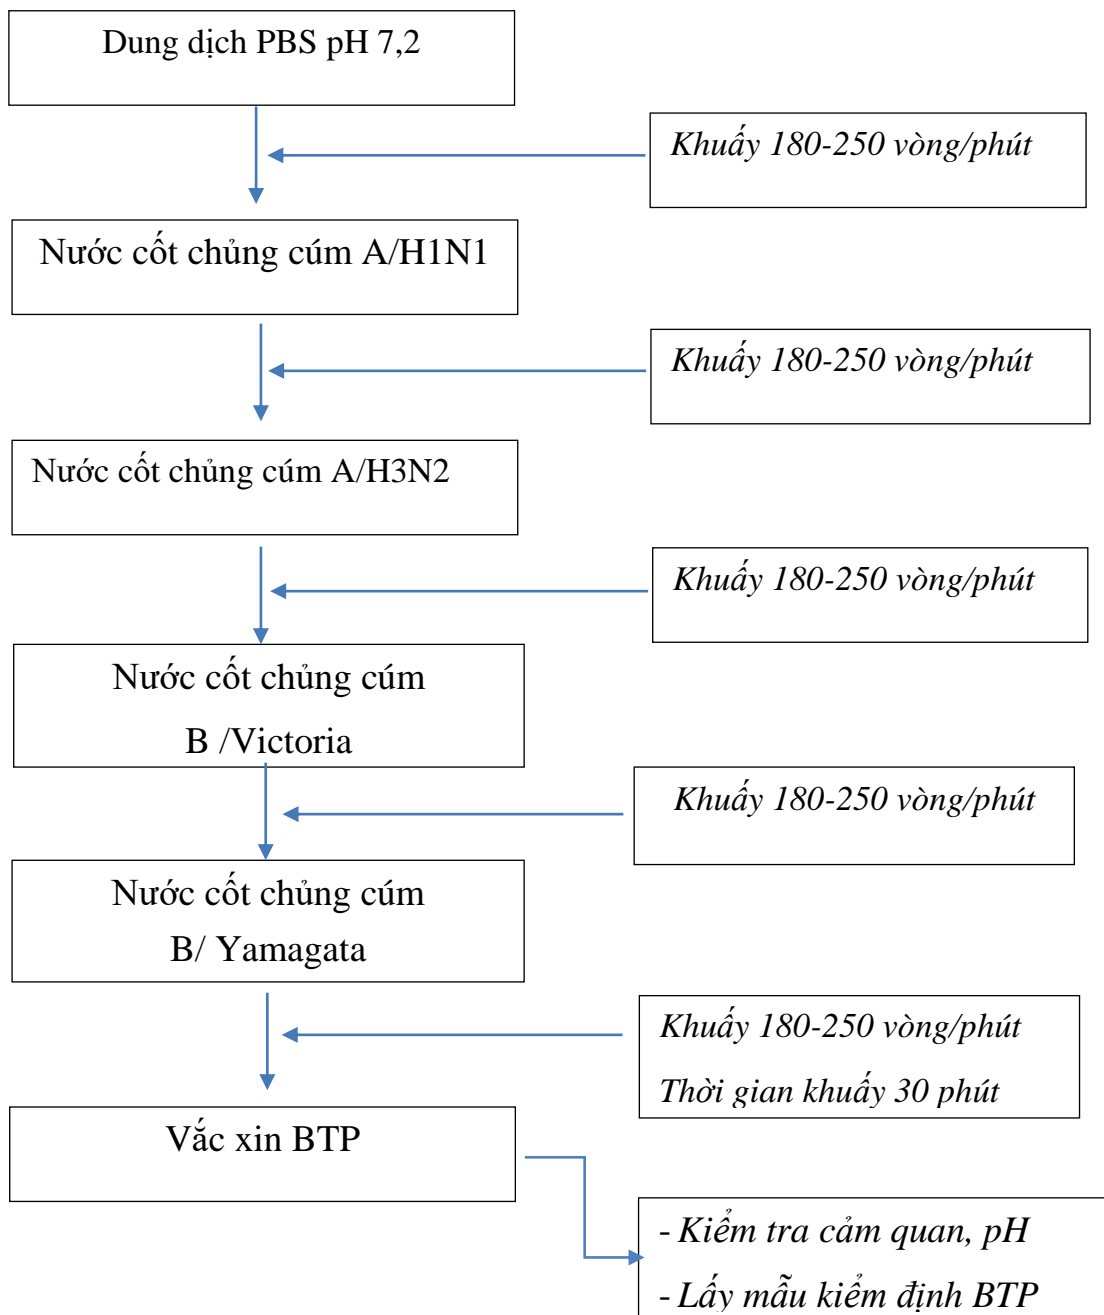 Dung dịch PBS pH 7,2
Khuấy 180-250 vòng/phút
Nước cốt chủng cúm A/H1N1
Khuấy 180-250 vòng/phút
Nước cốt chủng cúm A/H3N2
Khuấy 180-250 vòng/phút
Nước cốt chủng cúm
B /Victoria
Khuấy 180-250 vòng/phút
Nước cốt chủng cúm
B/ Yamagata
Khuấy 180-250 vòng/phút
Thời gian khuấy 30 phút
Vắc xin BTP
- Kiểm tra cảm quan, pH
- Lấy mẫu kiểm định BTP